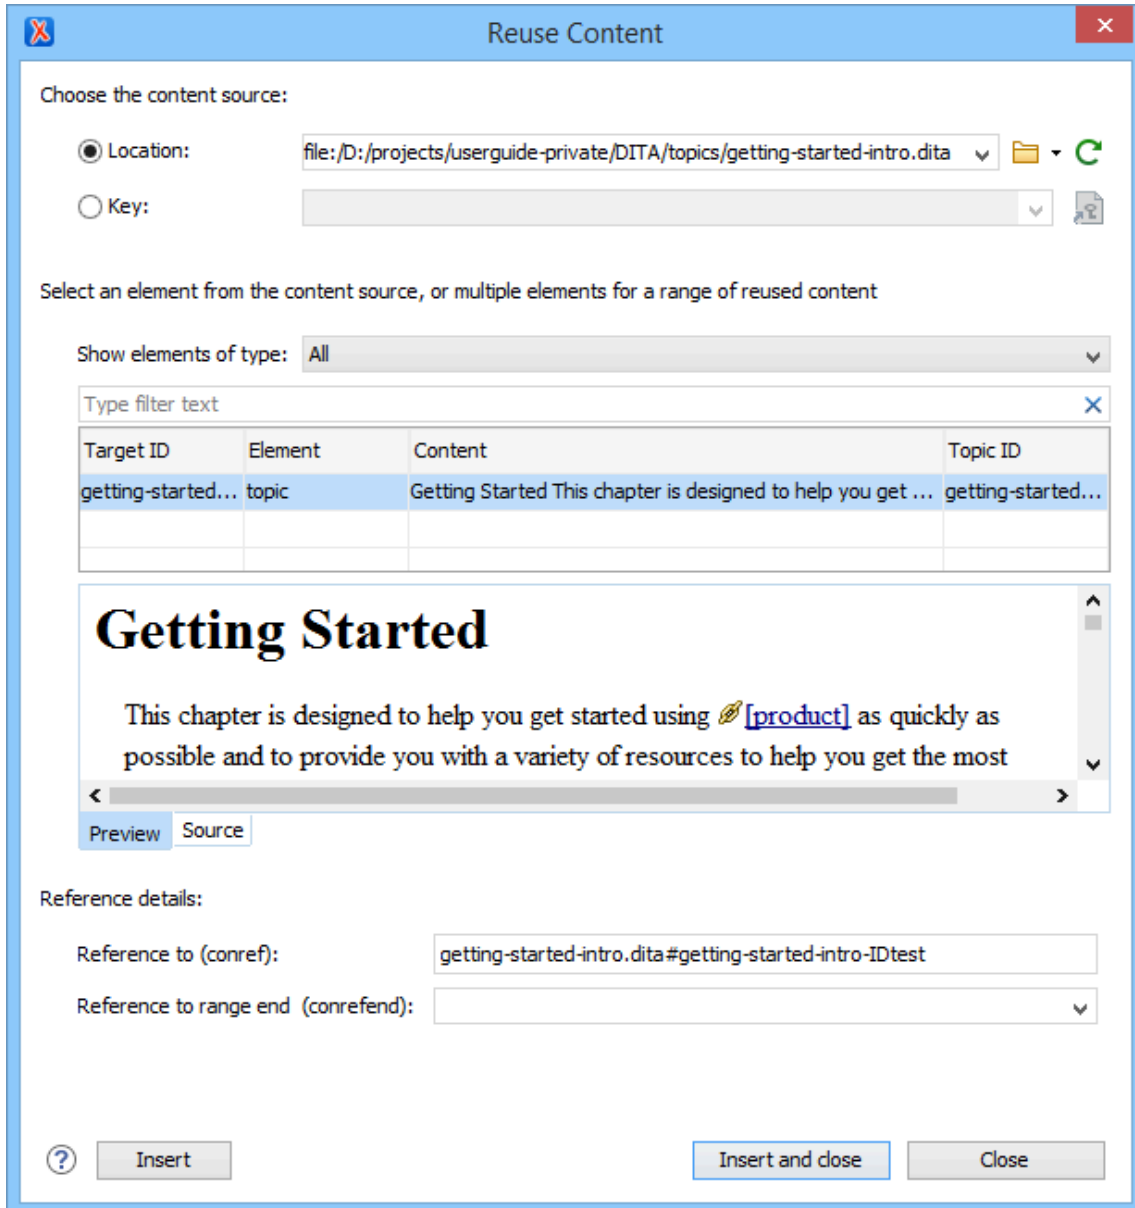 Reuse Content
Choose the content source:
Location: file:/D:/projects/userguide-private/DITA/topics/getting-started-intro.dita
Key:
Select an element from the content source, or multiple elements for a range of reused content
Show elements of type: All
Type filter text
Target ID Element Content Topic ID
getting-started... topic Getting Started This chapter is designed to help you get ... getting-started...
Getting Started
This chapter is designed to help you get started using [product] as quickly as
possible and to provide you with a variety of resources to help you get the most
Preview Source
Reference details:
Reference to (conref): getting-started-intro.dita#getting-started-intro-IDtest
Reference to range end (conrefend):
? Insert Insert and close Close